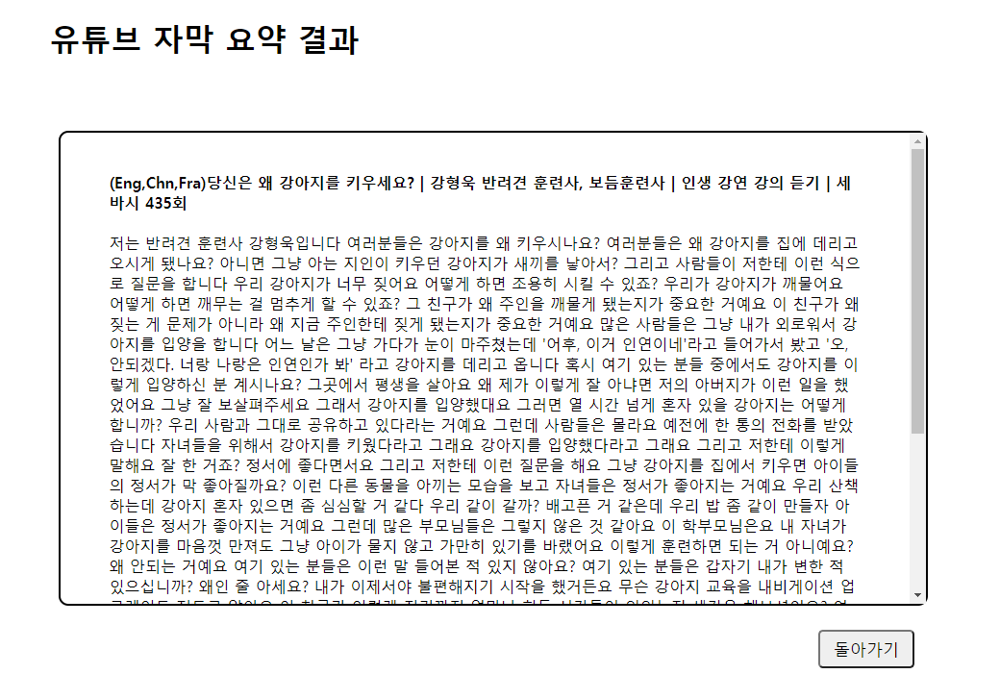 유튜브 자막 요약 결과
(Eng,Chn,Fra)당신은 왜 강아지를 키우세요? | 강형욱 반려견 훈련사, 보듬훈련사 | 인생 강연 강의 듣기 | 세
바시 435회
저는 반려견 훈련사 강형욱입니다 여러분들은 강아지를 왜 키우시나요? 여러분들은 왜 강아지를 집에 데리고
오시게 됐나요? 아니면 그냥 아는 지인이 키우던 강아지가 새끼를 낳아서? 그리고 사람들이 저한테 이런 식으
로 질문을 합니다 우리 강아지가 너무 짖어요 어떻게 하면 조용히 시킬 수 있죠? 우리가 강아지가 깨물어요
어떻게 하면 깨무는 걸 멈추게 할 수 있죠? 그 친구가 왜 주인을 깨물게 됐는지가 중요한 거예요 이 친구가 왜
짖는 게 문제가 아니라 왜 지금 주인한테 짖게 됐는지가 중요한 거예요 많은 사람들은 그냥 내가 외로워서 강
아지를 입양을 합니다 어느 날은 그냥 가다가 눈이 마주쳤는데 '어후, 이거 인연이네'라고 들어가서 봤고 '오,
안되겠다. 너랑 나랑은 인연인가 봐' 라고 강아지를 데리고 옵니다 혹시 여기 있는 분들 중에서도 강아지를 이
렇게 입양하신 분 계시나요? 그곳에서 평생을 살아요 왜 제가 이렇게 잘 아냐면 저의 아버지가 이런 일을 했
었어요 그냥 잘 보살펴주세요 그래서 강아지를 입양했대요 그러면 열 시간 넘게 혼자 있을 강아지는 어떻게
합니까? 우리 사람과 그대로 공유하고 있다라는 거예요 그런데 사람들은 몰라요 예전에 한 통의 전화를 받았
습니다 자녀들을 위해서 강아지를 키웠다라고 그래요 강아지를 입양했다라고 그래요 그리고 저한테 이렇게
말해요 잘 한 거죠? 정서에 좋다면서요 그리고 저한테 이런 질문을 해요 그냥 강아지를 집에서 키우면 아이들
의 정서가 막 좋아질까요? 이런 다른 동물을 아끼는 모습을 보고 자녀들은 정서가 좋아지는 거예요 우리 산책
하는데 강아지 혼자 있으면 좀 심심할 거 같다 우리 같이 갈까? 배고픈 거 같은데 우리 밥 좀 같이 만들자 아
이들은 정서가 좋아지는 거예요 그런데 많은 부모님들은 그렇지 않은 것 같아요 이 학부모님은요 내 자녀가
강아지를 마음껏 만져도 그냥 아이가 물지 않고 가만히 있기를 바랬어요 이렇게 훈련하면 되는 거 아니예요?
왜 안되는 거예요 여기 있는 분들은 이런 말 들어본 적 있지 않아요? 여기 있는 분들은 갑자기 내가 변한 적
있으십니까? 왜인 줄 아세요? 내가 이제서야 불편해지기 시작을 했거든요 무슨 강아지 교육을 내비게이션 업
돌아가기